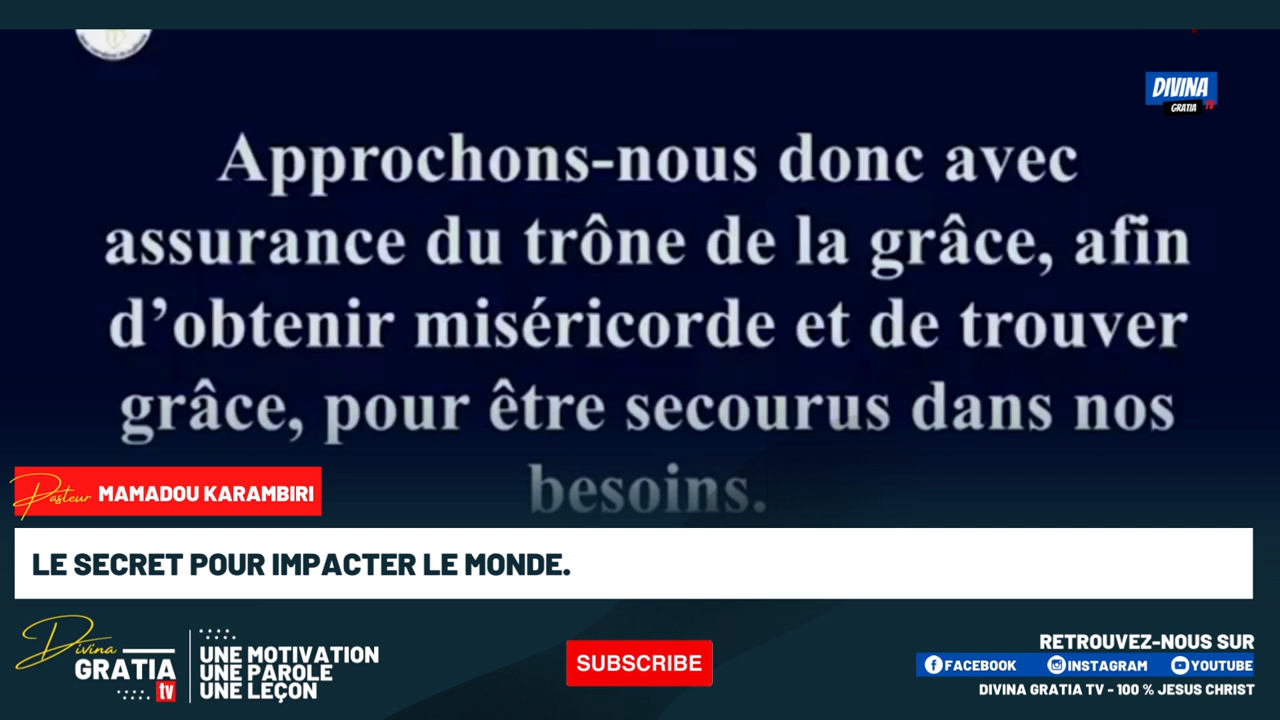 DIVINA
GRATIA TV
Approchons-nous donc avec
assurance du trône de la grâce, afin
d’obtenir miséricorde et de trouver
grâce, pour être secourus dans nos
besoins.
Pasteur MAMADOU KARAMBIRI
LE SECRET POUR IMPACTER LE MONDE.
Divina
GRATIA
tv
UNE MOTIVATION
UNE PAROLE
UNE LEÇON
SUBSCRIBE
RETROUVEZ-NOUS SUR
FACEBOOK INSTAGRAM YOUTUBE
DIVINA GRATIA TV - 100 % JESUS CHRIST